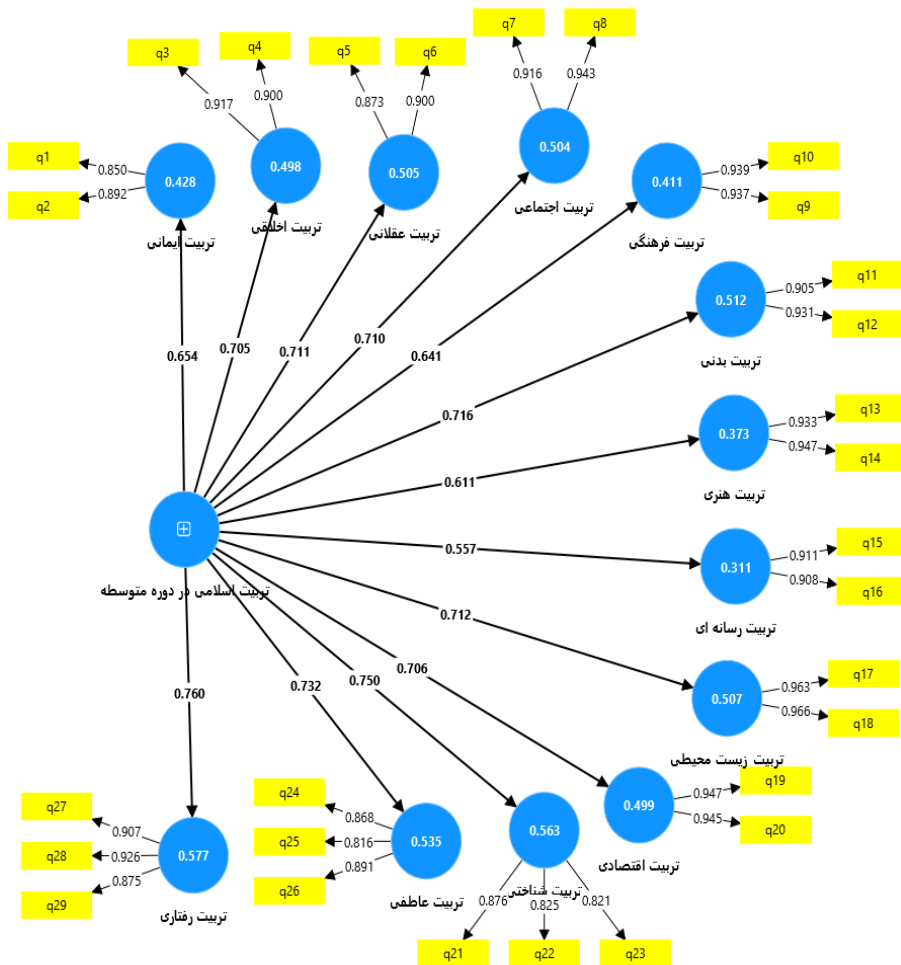 q7
q8
q3
q4
q5
q6
0.916
0.943
0.917
0.900
0.873
0.900
q1
q2
0.850
0.892
0.428
0.498
0.505
0.504
0.411
0.939
0.937
q10
q9
تربیت ایمانی
تربیت اخلاقی
تربیت عقلانی
تربیت اجتماعی
تربیت فرهنگی
0.512
0.905
0.931
q11
q12
تربیت بدنی
0.654
0.705
0.711
0.710
0.641
0.716
0.373
0.933
0.947
q13
q14
تربیت هنری
0.611
0.557
0.311
0.911
0.908
q15
q16
تربیت رسانه ای
تربیت اسلامی در دوره متوسطه
0.712
0.507
0.963
0.966
q17
q18
تربیت زیست محیطی
0.760
0.732
0.750
0.706
0.499
0.947
0.945
q19
q20
تربیت اقتصادی
q27
q28
q29
0.907
0.926
0.875
0.577
تربیت رفتاری
q24
q25
q26
0.868
0.816
0.891
0.535
تربیت عاطفی
0.563
تربیت شناختی
0.876
0.825
0.821
q21
q22
q23